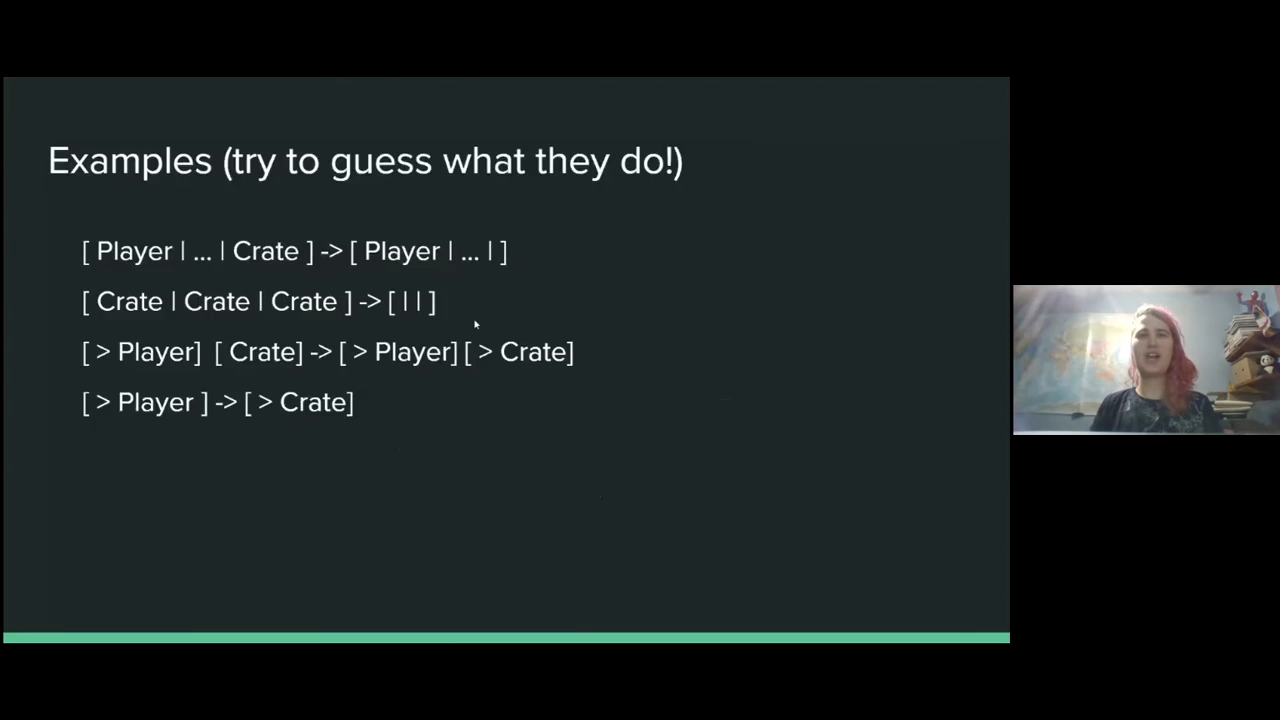 Examples (try to guess what they do!)
[ Player | ... | Crate ] -> [ Player | ... | ]
[ Crate | Crate | Crate ] -> [ | | ]
[ > Player] [ Crate] -> [ > Player] [ > Crate]
[ > Player ] -> [ > Crate]